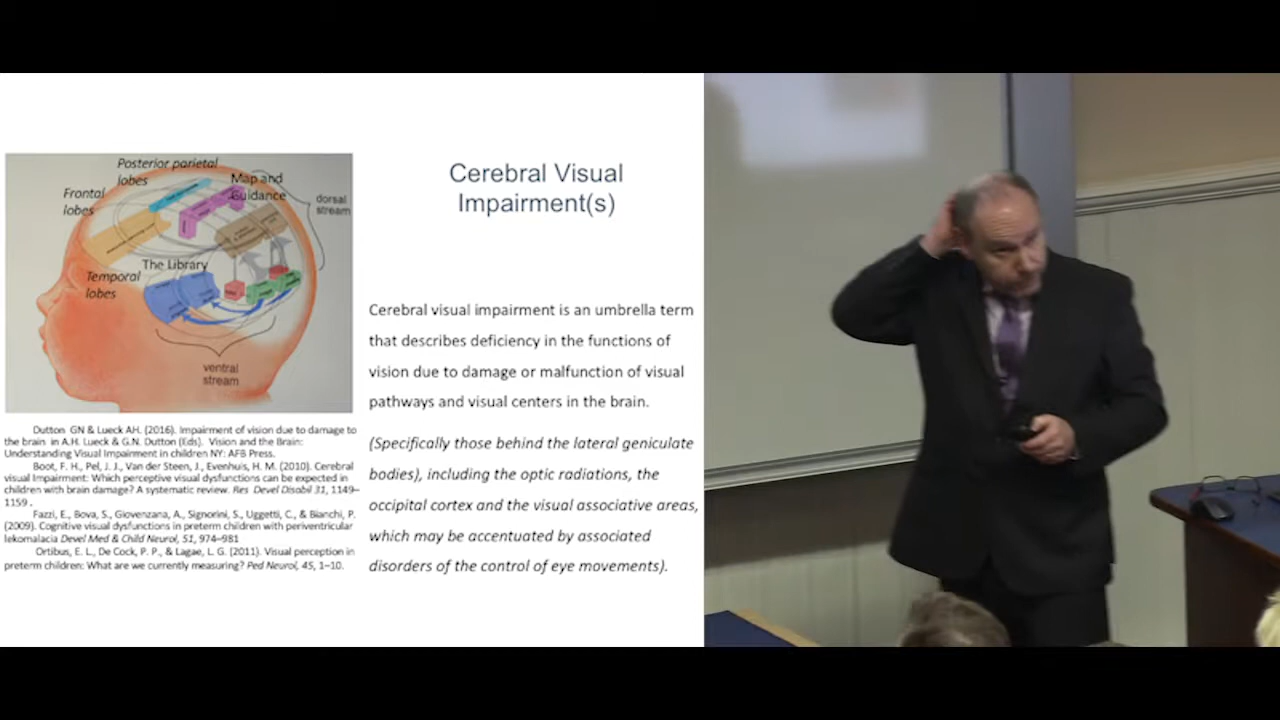 Posterior parietal
lobes
Map and
Guidance
Frontal
lobes
dorsal
stream
The Library
Temporal
lobes
ventral
stream
Dutton GN & Lueck AH. (2016). Impairment of vision due to damage to
the brain in A.H. Lueck & G.N. Dutton (Eds). Vision and the Brain:
Understanding Visual Impairment in children NY: AFB Press.
Boot, F. H., Pel, J. J., Van der Steen, J., Evenhuis, H. M. (2010). Cerebral
visual Impairment: Which perceptive visual dysfunctions can be expected in
children with brain damage? A systematic review. Res Devel Disabil 31, 1149–
1159 .
Fazzi, E., Bova, S., Giovenzana, A., Signorini, S., Uggetti, C., & Bianchi, P.
(2009). Cognitive visual dysfunctions in preterm children with periventricular
lekomalacia Devel Med & Child Neurol, 51, 974–981
Ortibus, E. L., De Cock, P. P., & Lagae, L. G. (2011). Visual perception in
preterm children: What are we currently measuring? Ped Neurol, 45, 1–10.
Cerebral Visual
Impairment(s)
Cerebral visual impairment is an umbrella term
that describes deficiency in the functions of
vision due to damage or malfunction of visual
pathways and visual centers in the brain.
(Specifically those behind the lateral geniculate
bodies), including the optic radiations, the
occipital cortex and the visual associative areas,
which may be accentuated by associated
disorders of the control of eye movements).